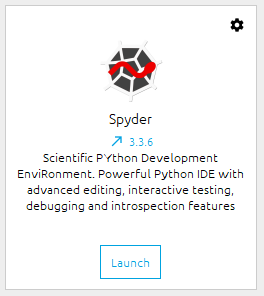 Spyder
3.3.6
Scientific PYthon Development
EnviRonment. Powerful Python IDE with
advanced editing, interactive testing,
debugging and introspection features
Launch